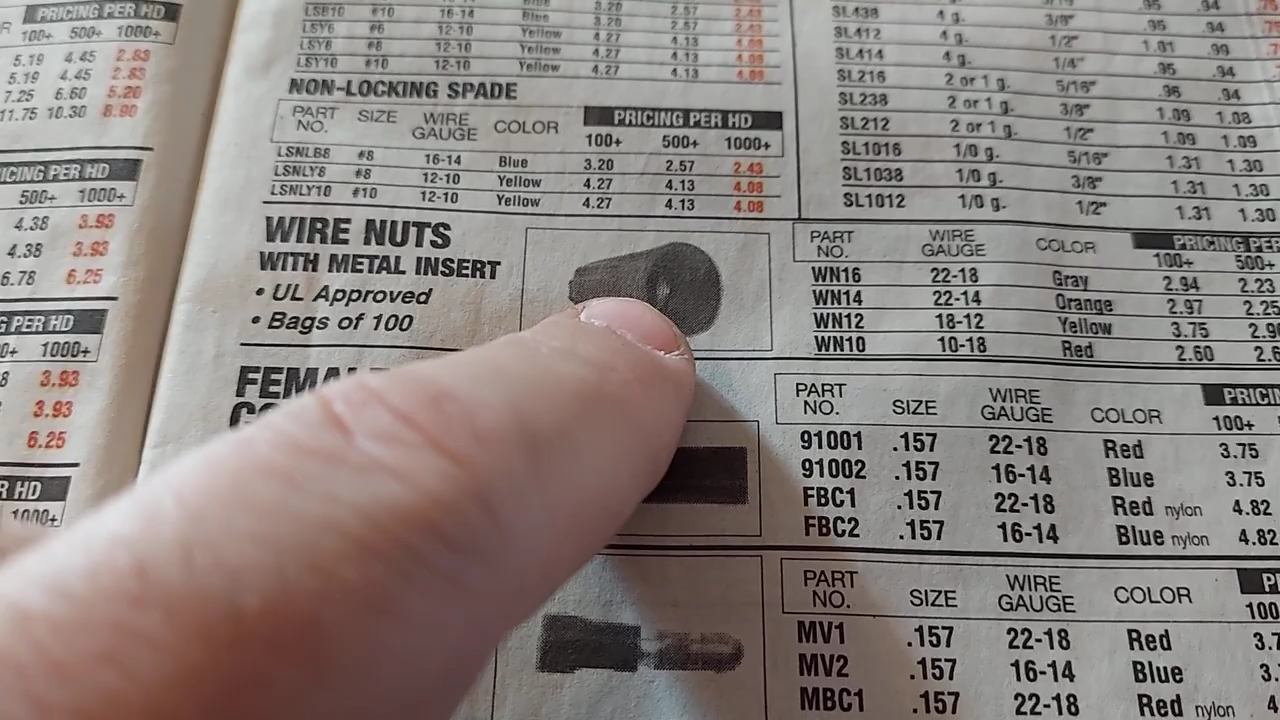 PRICING PER HD
100+ 500+ 1000+
5.19 4.45 2.83
5.19 4.45 2.83
7.25 6.60 5.20
11.75 10.30 8.90
PER HD
500+ 1000+
4.38 3.93
4.38 3.93
6.78 6.25
PER HD
1000+
3.93
3.93
6.25
HD
1000+
LSB10 #10 16-14 Blue 3.20 2.57 2.43
LSY6 #6 12-10 Yellow 4.27 4.13 4.08
LSY8 #8 12-10 Yellow 4.27 4.13 4.08
LSY10 #10 12-10 Yellow 4.27 4.13 4.08
NON-LOCKING SPADE
PART NO. SIZE WIRE GAUGE COLOR PRICING PER HD
100+ 500+ 1000+
LSNLB8 #8 16-14 Blue 3.20 2.57 2.43
LSNLY8 #8 12-10 Yellow 4.27 4.13 4.08
LSNLY10 #10 12-10 Yellow 4.27 4.13 4.08
WIRE NUTS
WITH METAL INSERT
• UL Approved
• Bags of 100
SL438 4 g. 3/8" .95 .94
SL412 4 g. 1/2" 1.01 .99
SL414 4 g. 1/4" .95 .94
SL216 2 or 1 g. 5/16" .96 .94
SL238 2 or 1 g. 3/8" 1.09 1.08
SL212 2 or 1 g. 1/2" 1.09 1.09
SL1016 1/0 g. 5/16" 1.31 1.30
SL1038 1/0 g. 3/8" 1.31 1.30
SL1012 1/0 g. 1/2" 1.31 1.30
PART NO. WIRE GAUGE COLOR PRICING PER
100+ 500+
WN16 22-18 Gray 2.94 2.23
WN14 22-14 Orange 2.97 2.25
WN12 18-12 Yellow 3.75
WN10 10-18 Red 2.60
PART NO. SIZE WIRE GAUGE COLOR
100+
91001 .157 22-18 Red 3.75
91002 .157 16-14 Blue 3.75
FBC1 .157 22-18 Red nylon 4.82
FBC2 .157 16-14 Blue nylon 4.82
PART NO. SIZE WIRE GAUGE COLOR
100
MV1 .157 22-18 Red
MV2 .157 16-14 Blue
MBC1 .157 22-18 Red nylon